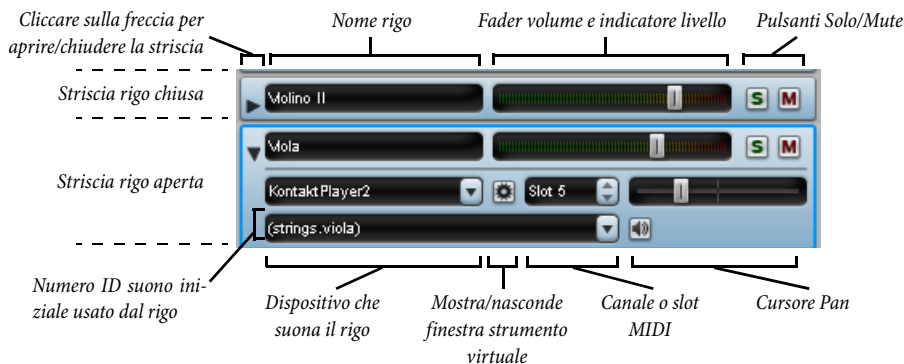 Cliccare sulla freccia per
aprire/chiudere la striscia
Nome rigo
Fader volume e indicatore livello
Pulsanti Solo/Mute
Striscia rigo chiusa
Violino II
S M
Striscia rigo aperta
Viola
S M
KontaktPlayer2
Slot 5
(strings.viola)
Numero ID suono ini-
ziale usato dal rigo
Dispositivo che
suona il rigo
Mostra/nasconde
finestra strumento
virtuale
Canale o slot
MIDI
Cursore Pan